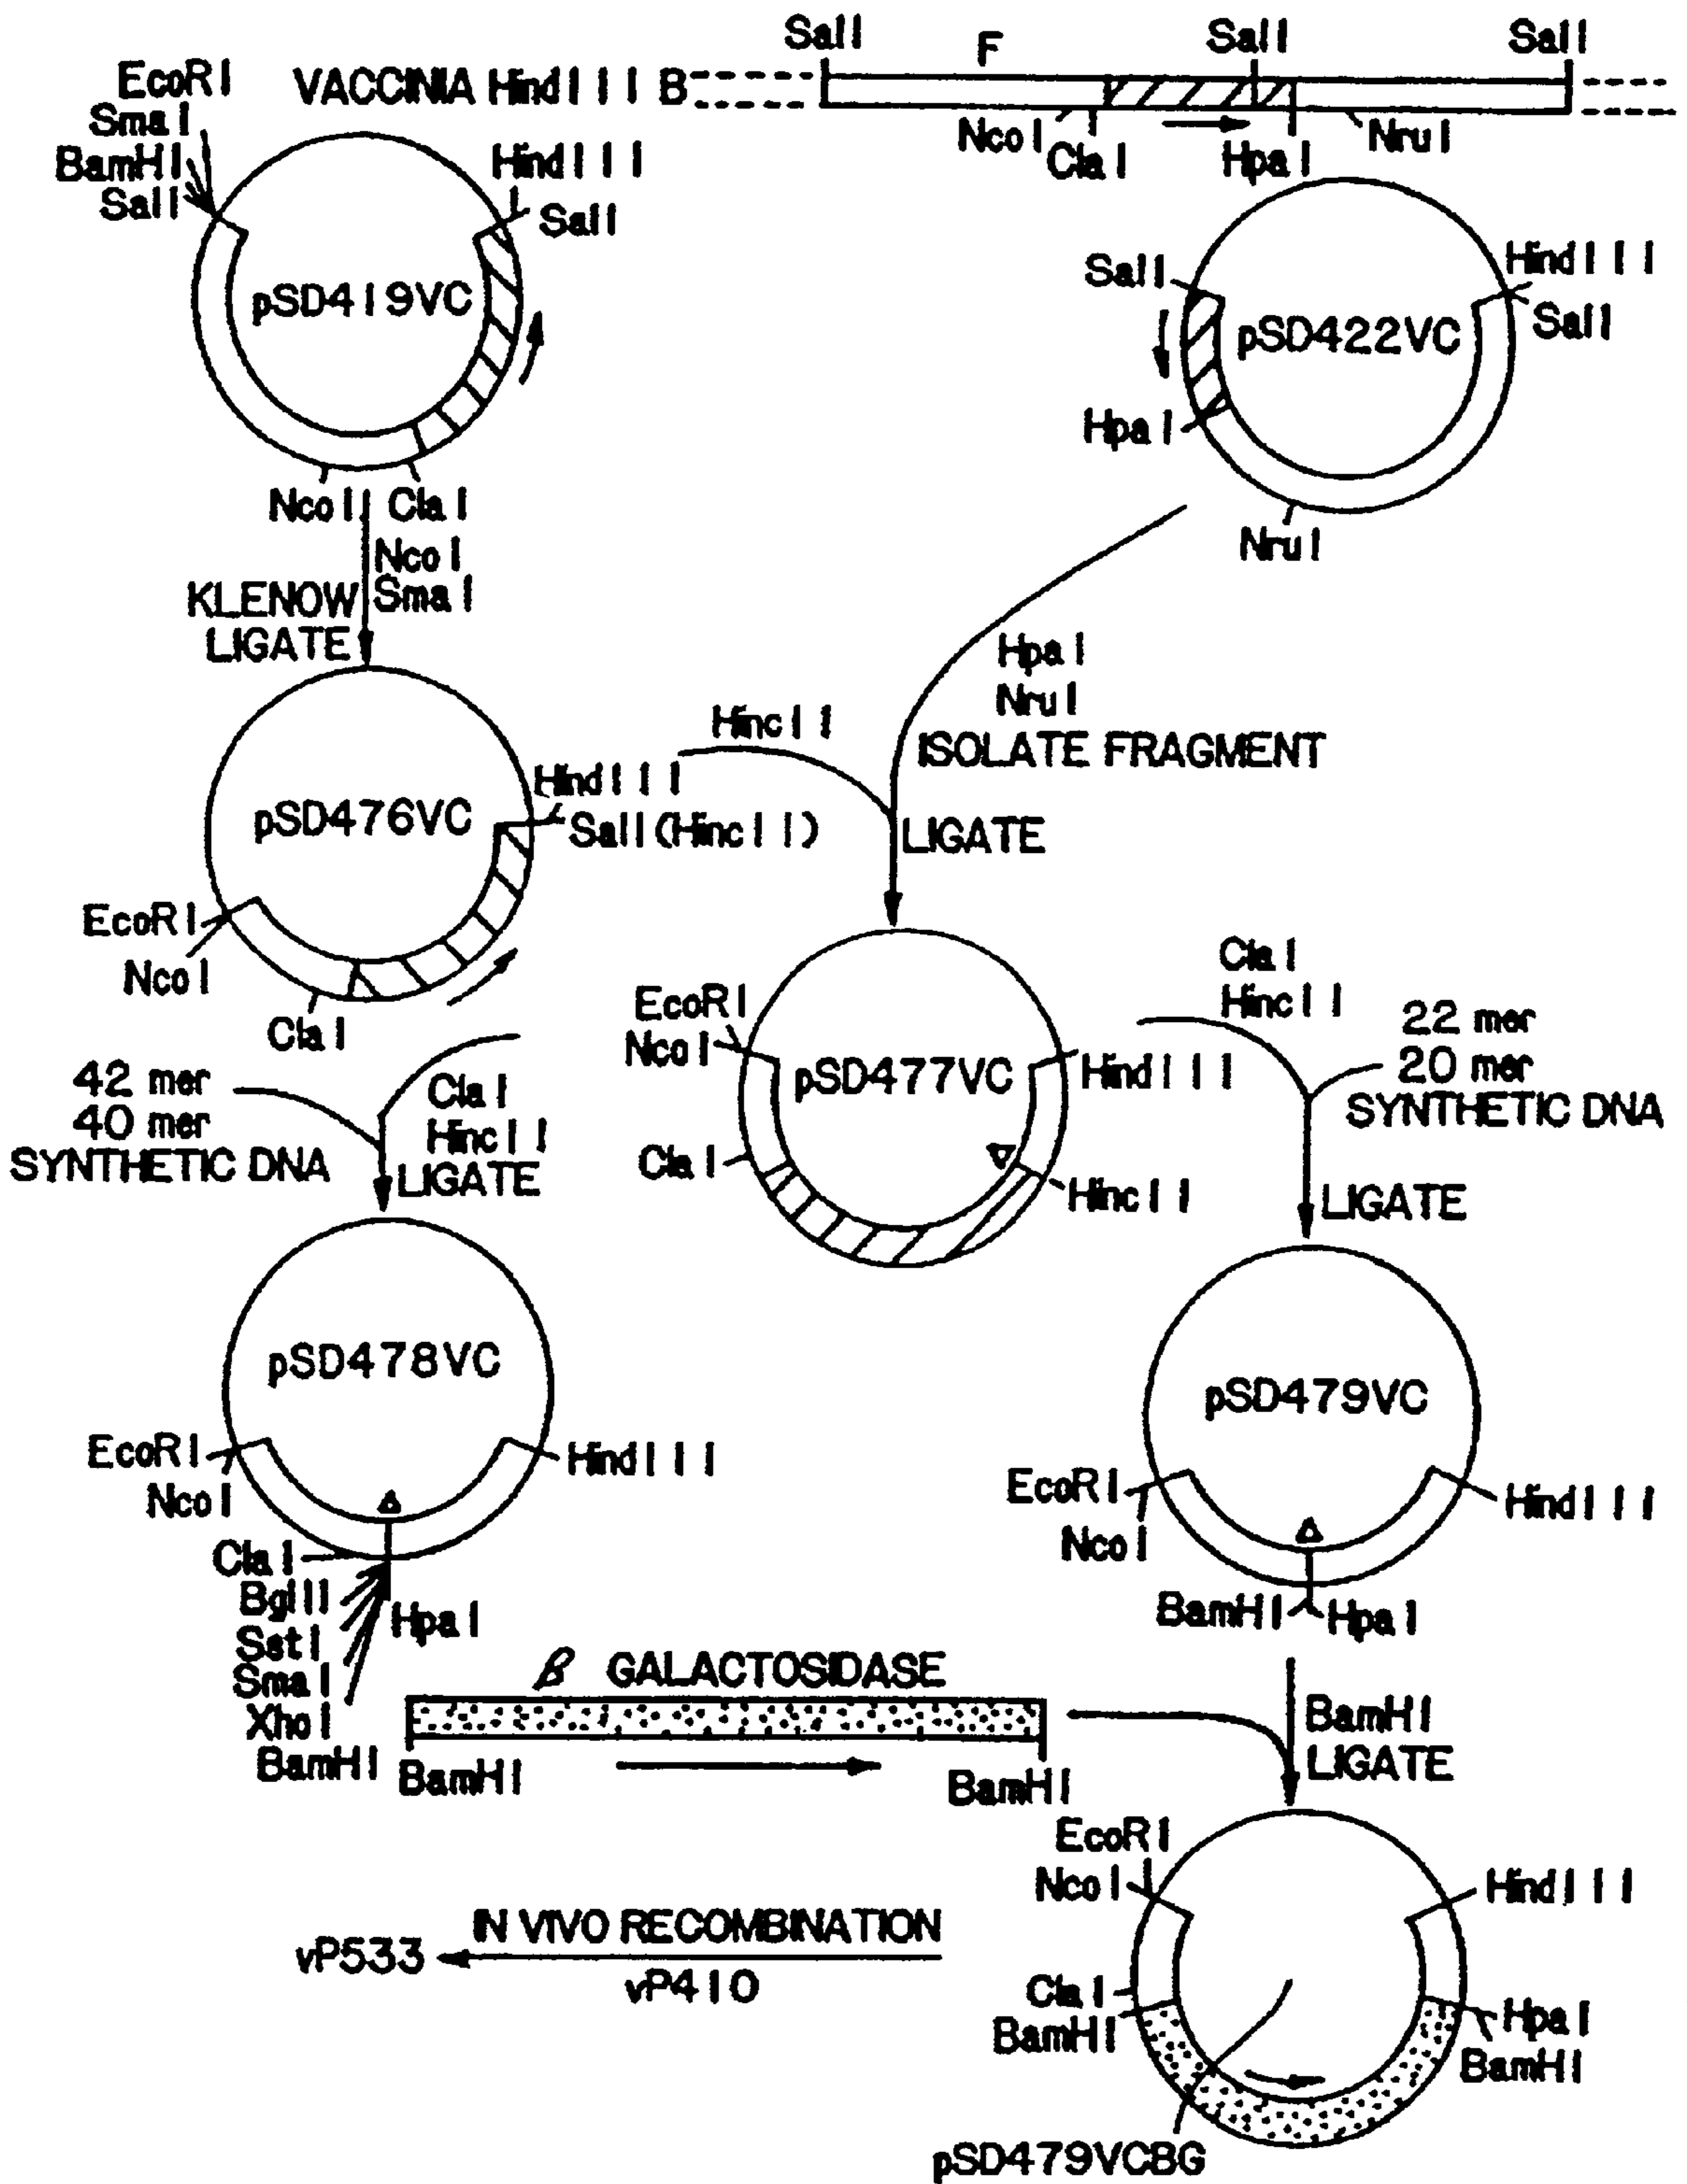 SalI
F
SalI
SalI
EcoRI
VACCINIA HindIII B
SmaI
BamHI
SalI
HindIII
SalI
NcoI
ClaI
HpaI
NruI
pSD419VC
SalI
HindIII
SalI
pSD422VC
HpaI
NcoI
ClaI
NruI
NcoI
SmaI
KLENOW
LIGATE
HpaI
NruI
ISOLATE FRAGMENT
HincII
LIGATE
HindIII
SalI(HincII)
pSD476VC
EcoRI
NcoI
ClaI
EcoRI
NcoI
pSD477VC
HindIII
ClaI
HincII
ClaI
HincII
22 mer
20 mer
SYNTHETIC DNA
LIGATE
42 mer
40 mer
SYNTHETIC DNA
ClaI
HincII
LIGATE
pSD478VC
EcoRI
NcoI
HindIII
ClaI
BglII
SstI
SmaI
XhoI
BamHI
HpaI
pSD479VC
EcoRI
NcoI
HindIII
BamHI
HpaI
β GALACTOSIDASE
BamHI
BamHI
BamHI
LIGATE
EcoRI
NcoI
HindIII
ClaI
BamHI
HpaI
BamHI
pSD479VCBG
IN VIVO RECOMBINATION
vP410
vP533